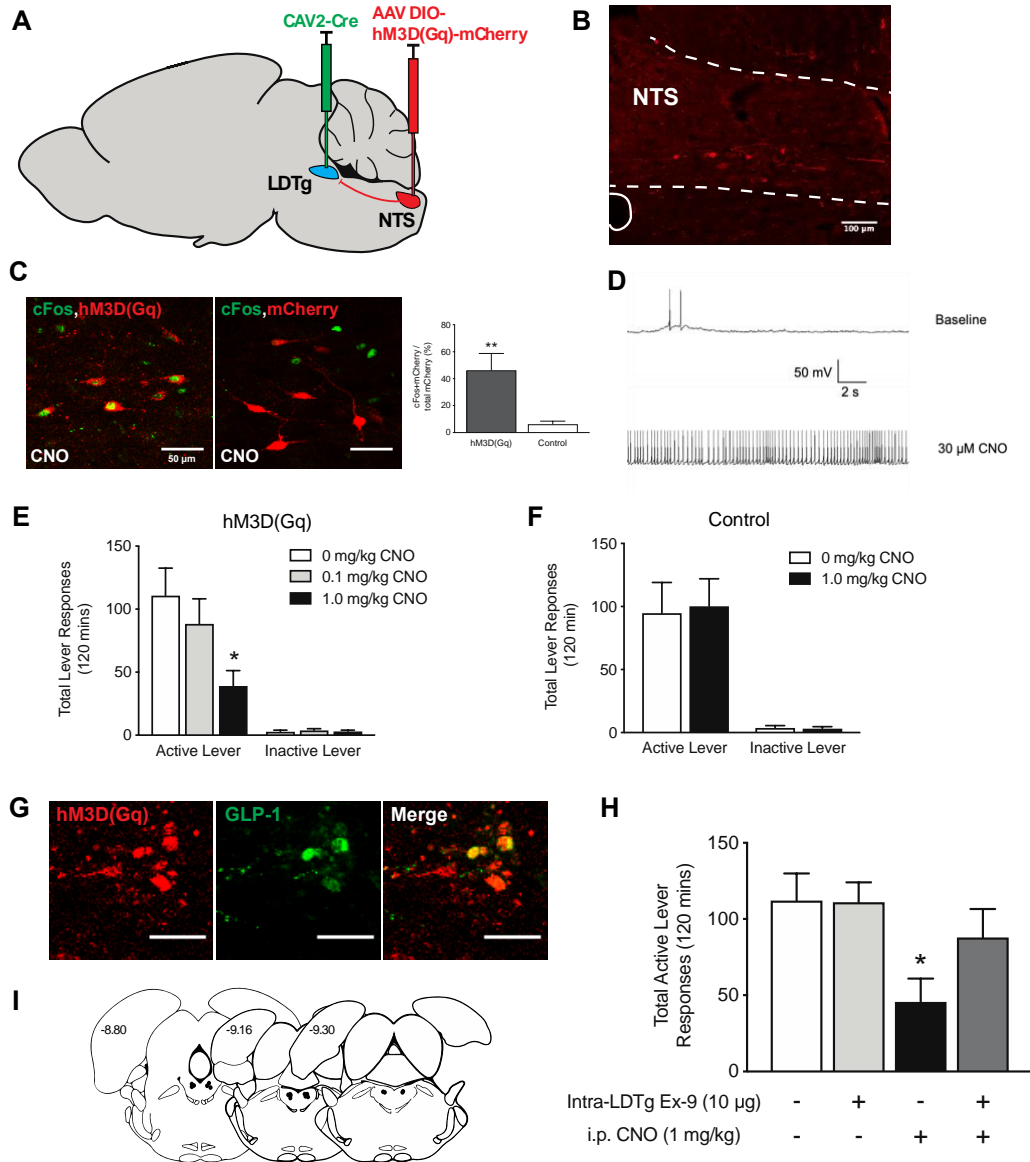 A
CAV2-Cre
AAV DIO-
hM3D(Gq)-mCherry
LDTg
NTS
B
NTS
100 µm
C
cFos,hM3D(Gq)
CNO
50 µm
cFos,mCherry
CNO
cFos+mCherry /
total mCherry (%)
80
60
40
20
0
**
hM3D(Gq)
Control
D
Baseline
50 mV
2 s
30 µM CNO
E
hM3D(Gq)
Total Lever Responses
(120 mins)
150
100
50
0
0 mg/kg CNO
0.1 mg/kg CNO
1.0 mg/kg CNO
*
Active Lever
Inactive Lever
F
Control
Total Lever Responses
(120 min)
150
100
50
0
0 mg/kg CNO
1.0 mg/kg CNO
Active Lever
Inactive Lever
G
hM3D(Gq)
GLP-1
Merge
H
Total Active Lever
Responses (120 mins)
150
100
50
0
*
Intra-LDTg Ex-9 (10 µg)
- + - +
i.p. CNO (1 mg/kg)
- - + +
I
-8.80
-9.16
-9.30